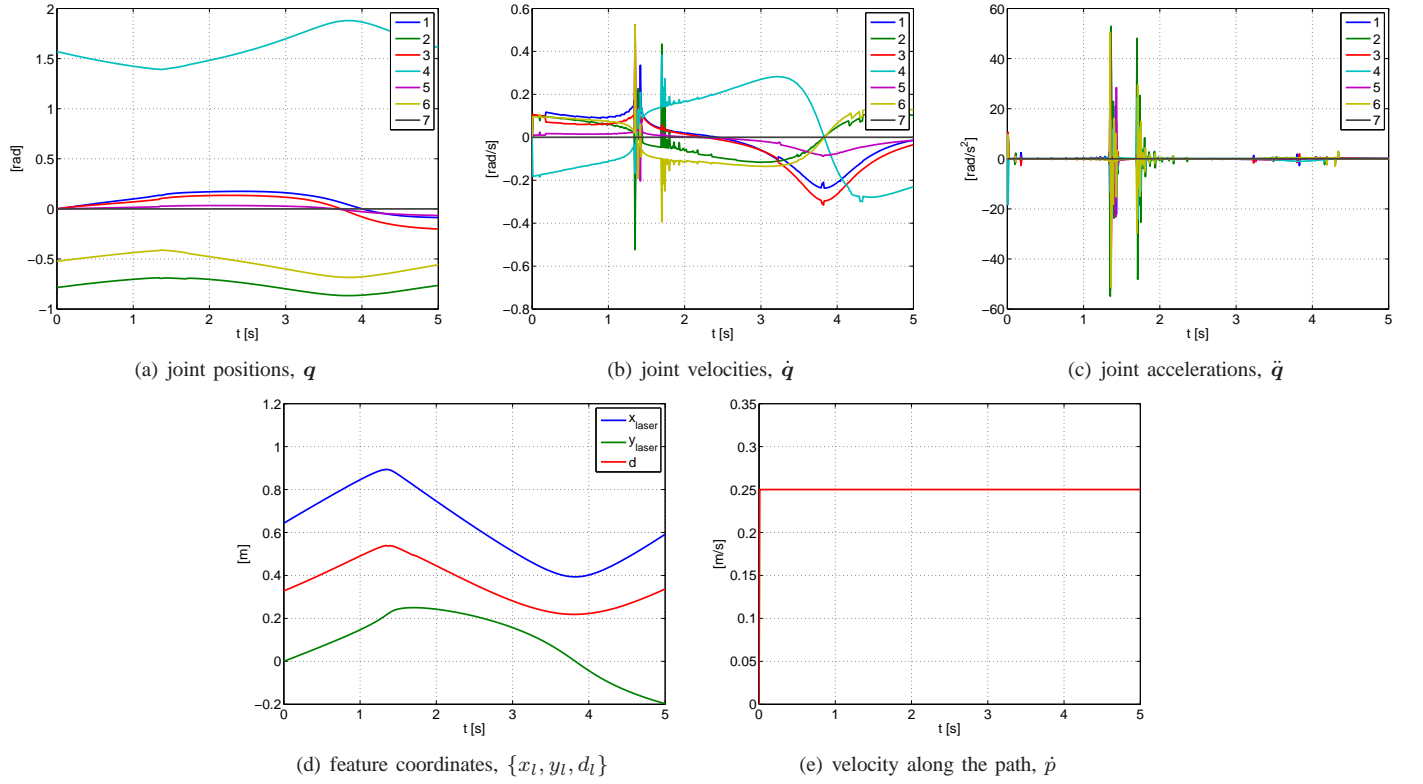 2
1.5
1
0.5
0
−0.5
−1
[rad]
0 1 2 3 4 5
t [s]
1
2
3
4
5
6
7
(a) joint positions, q
0.6
0.4
0.2
0
−0.2
−0.4
−0.6
−0.8
[rad/s]
0 1 2 3 4 5
t [s]
1
2
3
4
5
6
7
(b) joint velocities, q̇
60
40
20
0
−20
−40
−60
[rad/s²]
0 1 2 3 4 5
t [s]
1
2
3
4
5
6
7
(c) joint accelerations, q̈
1.2
1
0.8
0.6
0.4
0.2
0
−0.2
[m]
0 1 2 3 4 5
t [s]
x_laser
y_laser
d
(d) feature coordinates, {x_l, y_l, d_l}
0.35
0.3
0.25
0.2
0.15
0.1
0.05
0
[m/s]
0 1 2 3 4 5
t [s]
(e) velocity along the path, ṗ